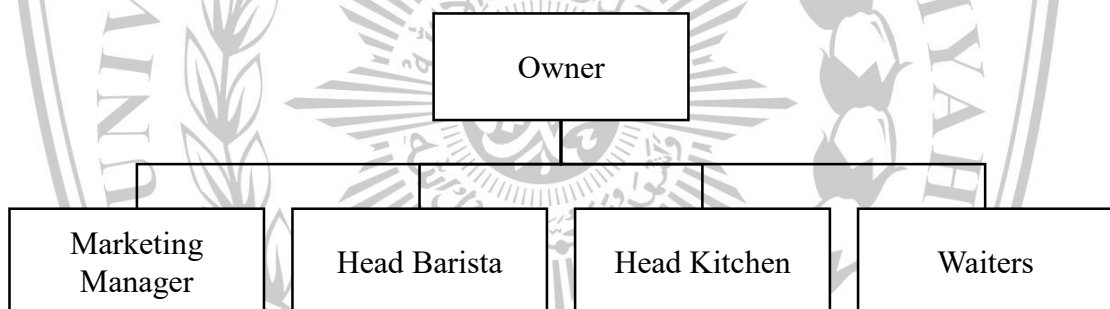 Owner
Marketing
Manager
Head Barista
Head Kitchen
Waiters